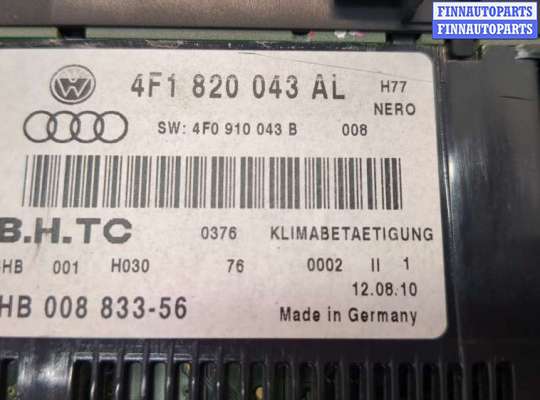 FINNAUTOPARTS
FINNAUTOPARTS
4F1 820 043 AL H77
NERO
SW: 4F0 910 043 B 008
B.H.TC 0376 KLIMABETAETIGUNG
HB 001 H030 76 0002 II 1
12.08.10
HB 008 833-56 Made in Germany